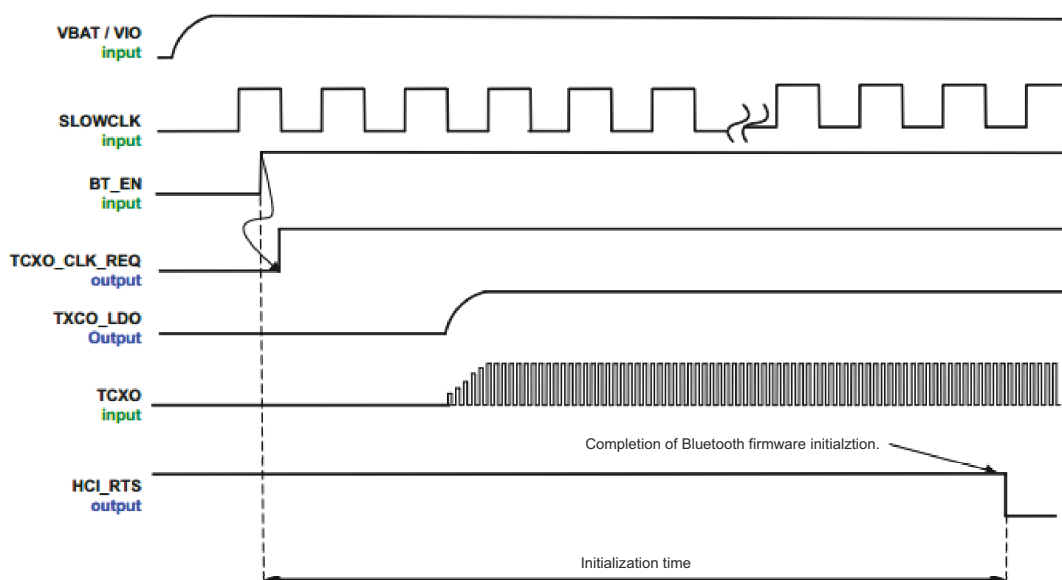 VBAT / VIO
input
SLOWCLK
input
BT_EN
input
TCXO_CLK_REQ
output
TXCO_LDO
Output
TCXO
input
Completion of Bluetooth firmware initialztion.
HCI_RTS
output
Initialization time